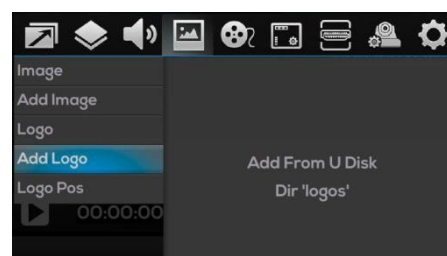 Image
Add Image
Logo
Add Logo
Logo Pos
Add From U Disk
Dir 'logos'
00:00:00